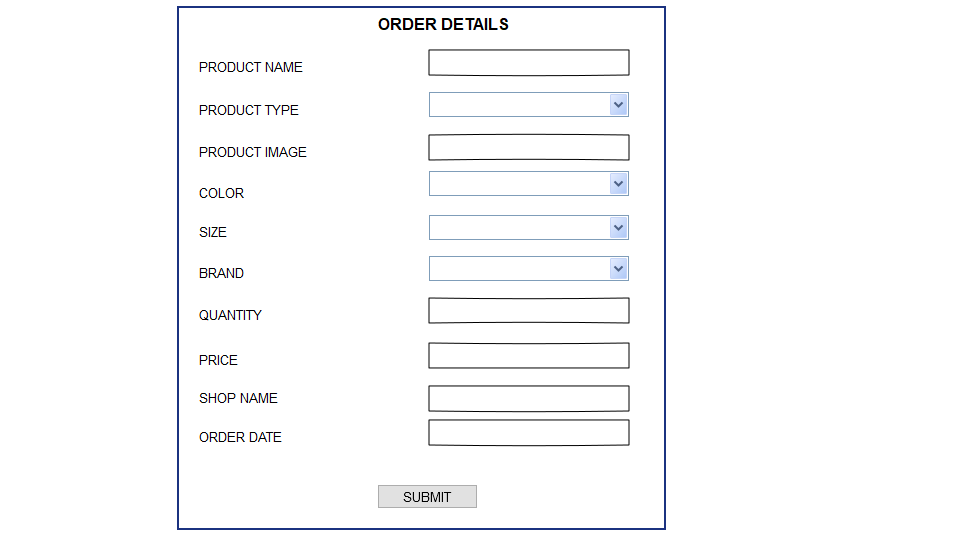 ORDER DETAILS
PRODUCT NAME
PRODUCT TYPE
PRODUCT IMAGE
COLOR
SIZE
BRAND
QUANTITY
PRICE
SHOP NAME
ORDER DATE
SUBMIT